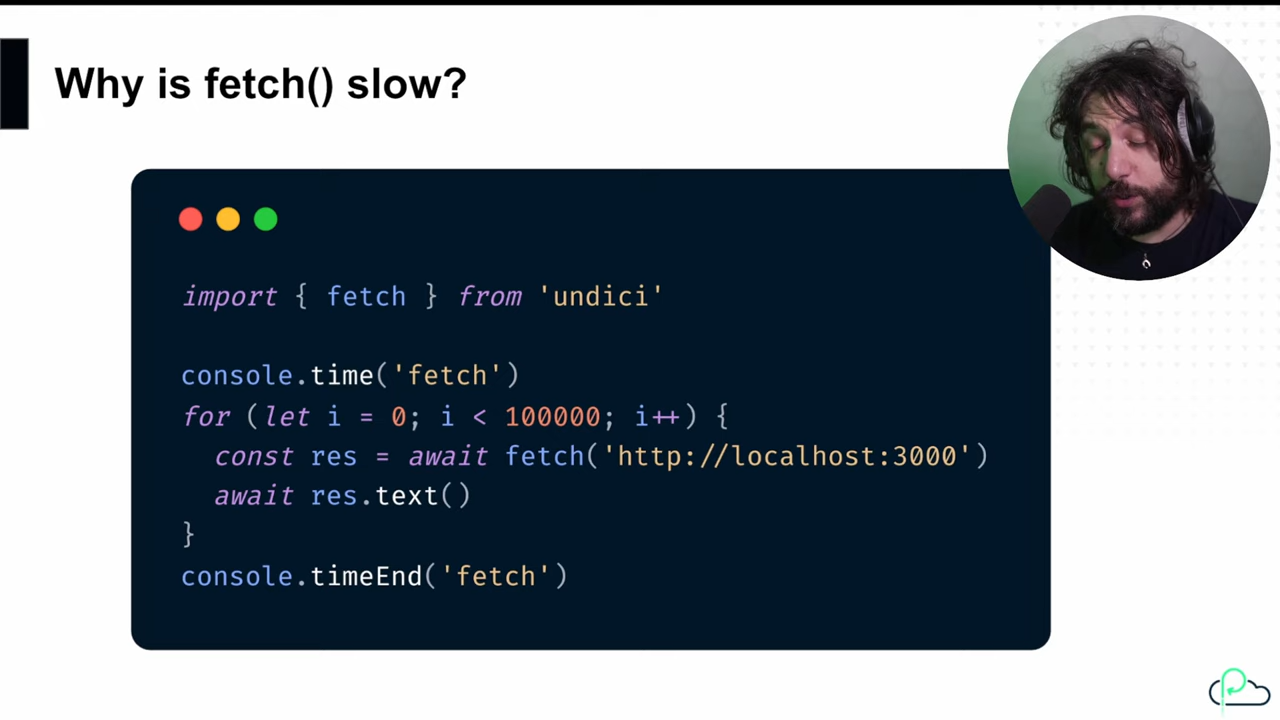 Why is fetch() slow?
import { fetch } from 'undici'
console.time('fetch')
for (let i = 0; i < 100000; i++) {
  const res = await fetch('http://localhost:3000')
  await res.text()
}
console.timeEnd('fetch')